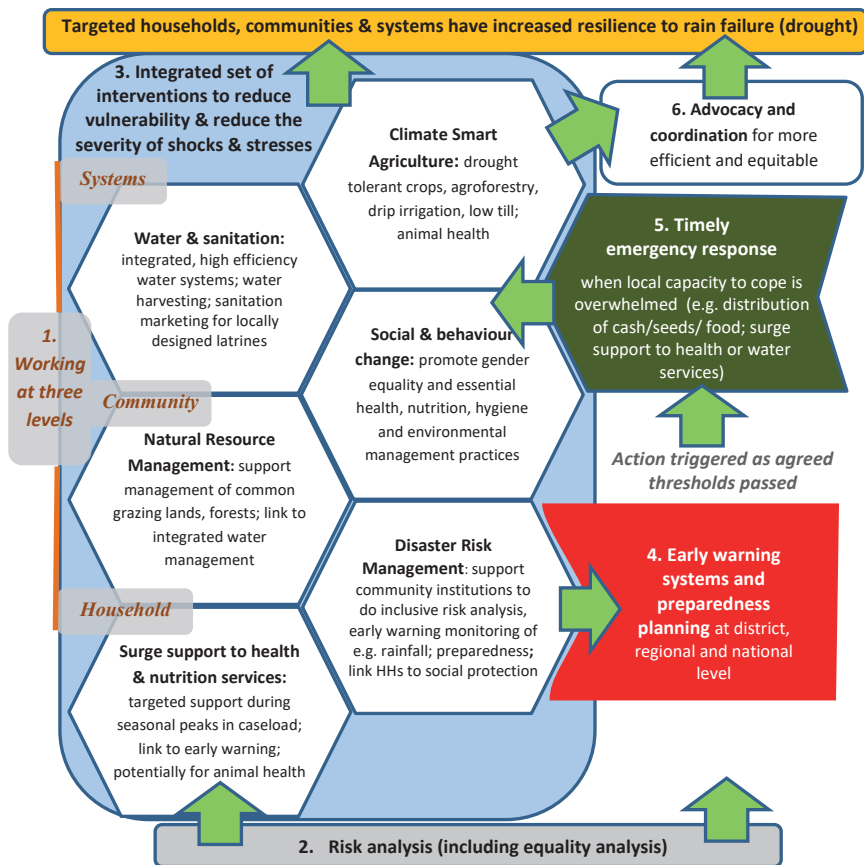 Targeted households, communities & systems have increased resilience to rain failure (drought)
3. Integrated set of
interventions to reduce
vulnerability & reduce the
severity of shocks & stresses
6. Advocacy and
coordination for more
efficient and equitable
Climate Smart
Agriculture: drought
tolerant crops, agroforestry,
drip irrigation, low till;
animal health
Systems
Water & sanitation:
integrated, high efficiency
water systems; water
harvesting; sanitation
marketing for locally
designed latrines
5. Timely
emergency response
when local capacity to cope is
overwhelmed (e.g. distribution
of cash/seeds/ food; surge
support to health or water
services)
1.
Working
at three
levels
Social & behaviour
change: promote gender
equality and essential
health, nutrition, hygiene
and environmental
management practices
Community
Natural Resource
Management: support
management of common
grazing lands, forests; link to
integrated water
management
Action triggered as agreed
thresholds passed
Disaster Risk
Management: support
community institutions to
do inclusive risk analysis,
early warning monitoring of
e.g. rainfall; preparedness;
link HHs to social protection
4. Early warning
systems and
preparedness
planning at district,
regional and national
level
Household
Surge support to health
& nutrition services:
targeted support during
seasonal peaks in caseload;
link to early warning;
potentially for animal health
2. Risk analysis (including equality analysis)